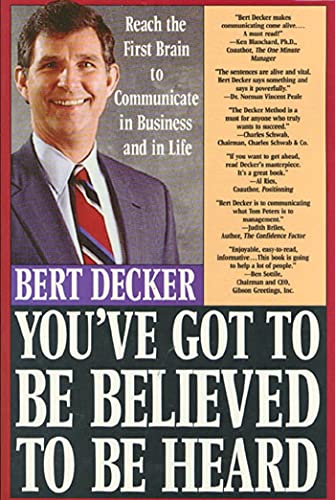 Reach the
First Brain
to
Communicate
in Business
and in Life
"Bert Decker makes
communicating come alive. . . .
A must read!"
—Ken Blanchard, Ph.D.,
Coauthor, The One Minute
Manager
"The sentences are alive and vital.
Bert Decker says something and
says it powerfully."
—Dr. Norman Vincent Peale
"The Decker Method is a
must for anyone who truly
wants to succeed."
—Charles Schwab,
Chairman, Charles Schwab & Co.
"If you want to get ahead,
read Decker's masterpiece.
It's a great book."
—Al Ries,
Coauthor, Positioning
"Bert Decker is to communicating
what Tom Peters is to
management."
—Judith Briles,
Author, The Confidence Factor
"Enjoyable, easy-to-read,
informative . . . This book is going
to help a lot of people."
—Ben Sottile,
Chairman and CEO,
Gibson Greetings, Inc.
BERT DECKER
YOU'VE GOT TO
BE BELIEVED
TO BE HEARD